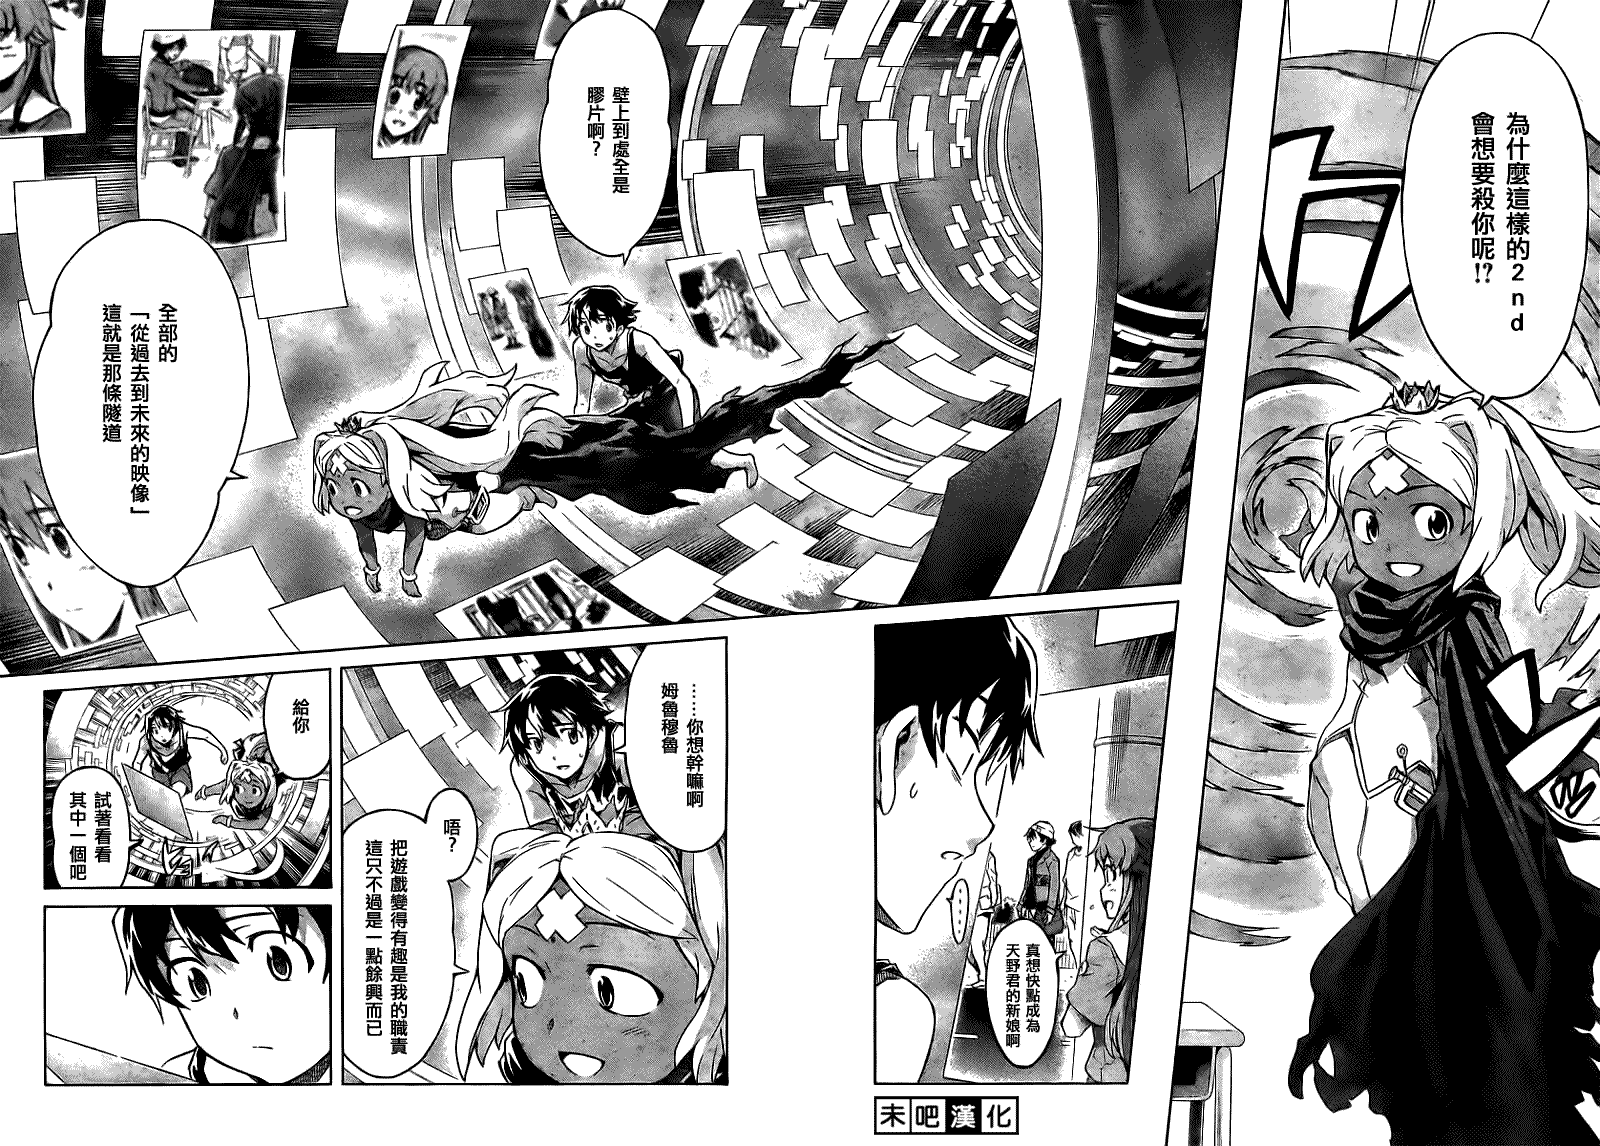 為什麼這樣的2nd
會想要殺你呢!?
真想快點成為
天野君的新娘啊
……
壁上到處全是
膠片啊?
全部的
「從過去到未來的映像」
這就是那條隧道
……你想幹嘛啊
姆魯穆魯
唔?
把遊戲變得有趣是我的職責
這只不過是一點餘興而已
給你
試著看看
其中一個吧
未吧漢化